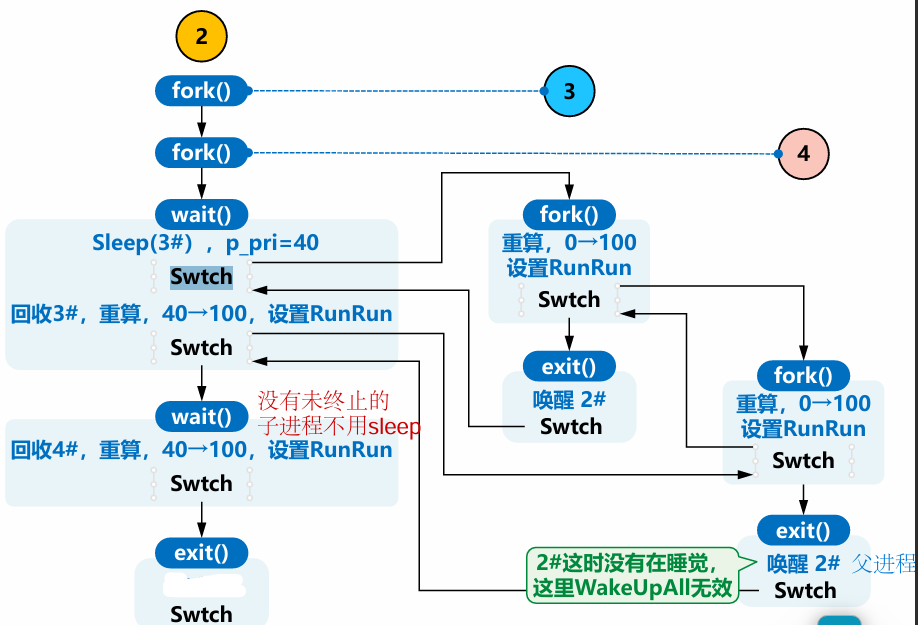 2
fork()
3
fork()
4
wait()
Sleep(3#) ，p_pri=40
Swtch
回收3#，重算，40→100，设置RunRun
Swtch
fork()
重算，0→100
设置RunRun
Swtch
exit()
唤醒 2#
Swtch
fork()
重算，0→100
设置RunRun
Swtch
wait()
没有未终止的
子进程不用sleep
回收4#，重算，40→100，设置RunRun
Swtch
exit()
Swtch
exit()
唤醒 2# 父进程
Swtch
2#这时没有在睡觉，
这里WakeUpAll无效